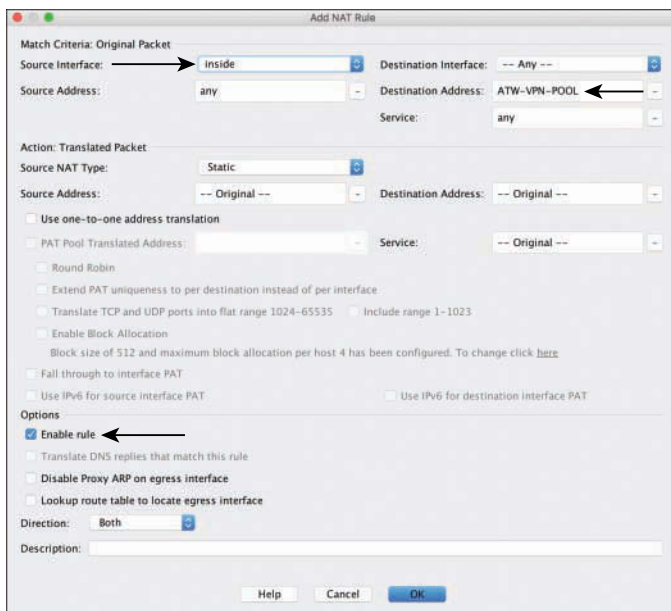 Add NAT Rule
Match Criteria: Original Packet
Source Interface: inside Destination Interface: -- Any --
Source Address: any - Destination Address: ATW-VPN-POOL -
Service: any -
Action: Translated Packet
Source NAT Type: Static
Source Address: -- Original -- - Destination Address: -- Original -- -
Use one-to-one address translation
PAT Pool Translated Address: - Service: -- Original -- -
Round Robin
Extend PAT uniqueness to per destination instead of per interface
Translate TCP and UDP ports into flat range 1024-65535 Include range 1-1023
Enable Block Allocation
Block size of 512 and maximum block allocation per host 4 has been configured. To change click here
Fall through to interface PAT
Use IPv6 for source interface PAT Use IPv6 for destination interface PAT
Options
Enable rule
Translate DNS replies that match this rule
Disable Proxy ARP on egress interface
Lookup route table to locate egress interface
Direction: Both
Description:
Help Cancel OK